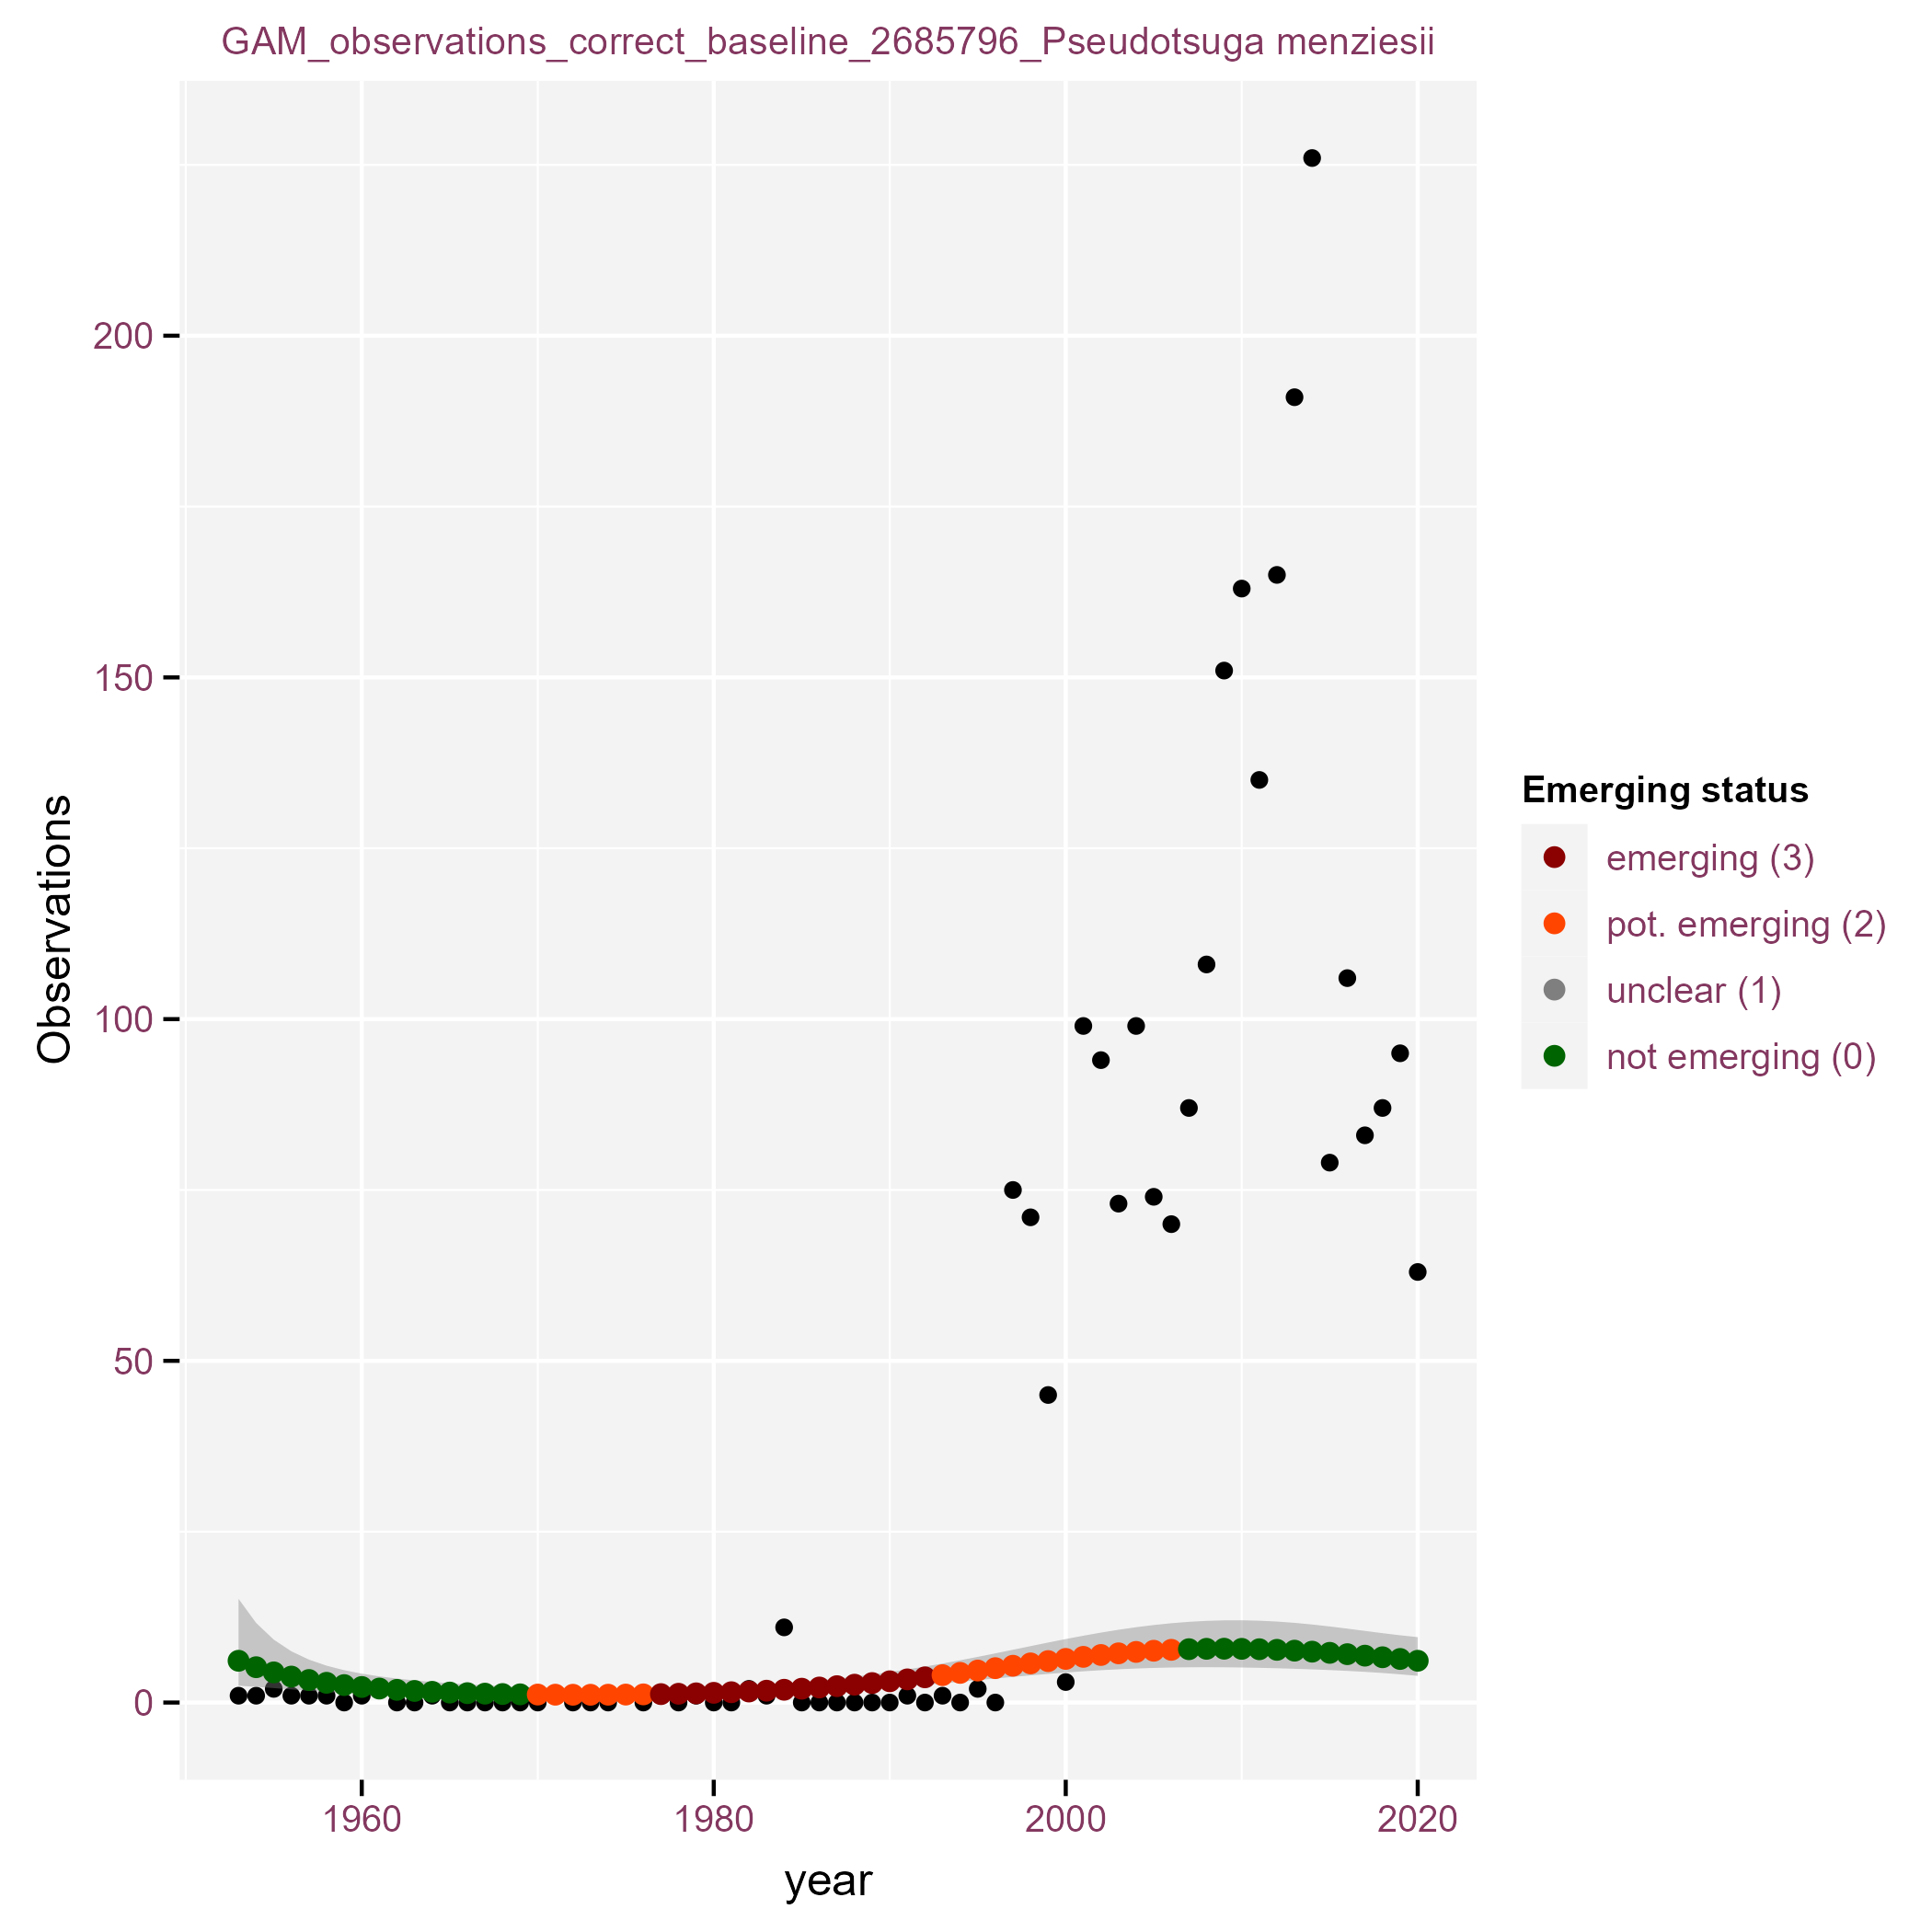 GAM_observations_correct_baseline_2685796_Pseudotsuga menziesii
Observations
200
150
100
50
0
1960 1980 2000 2020
year
Emerging status
emerging (3)
pot. emerging (2)
unclear (1)
not emerging (0)